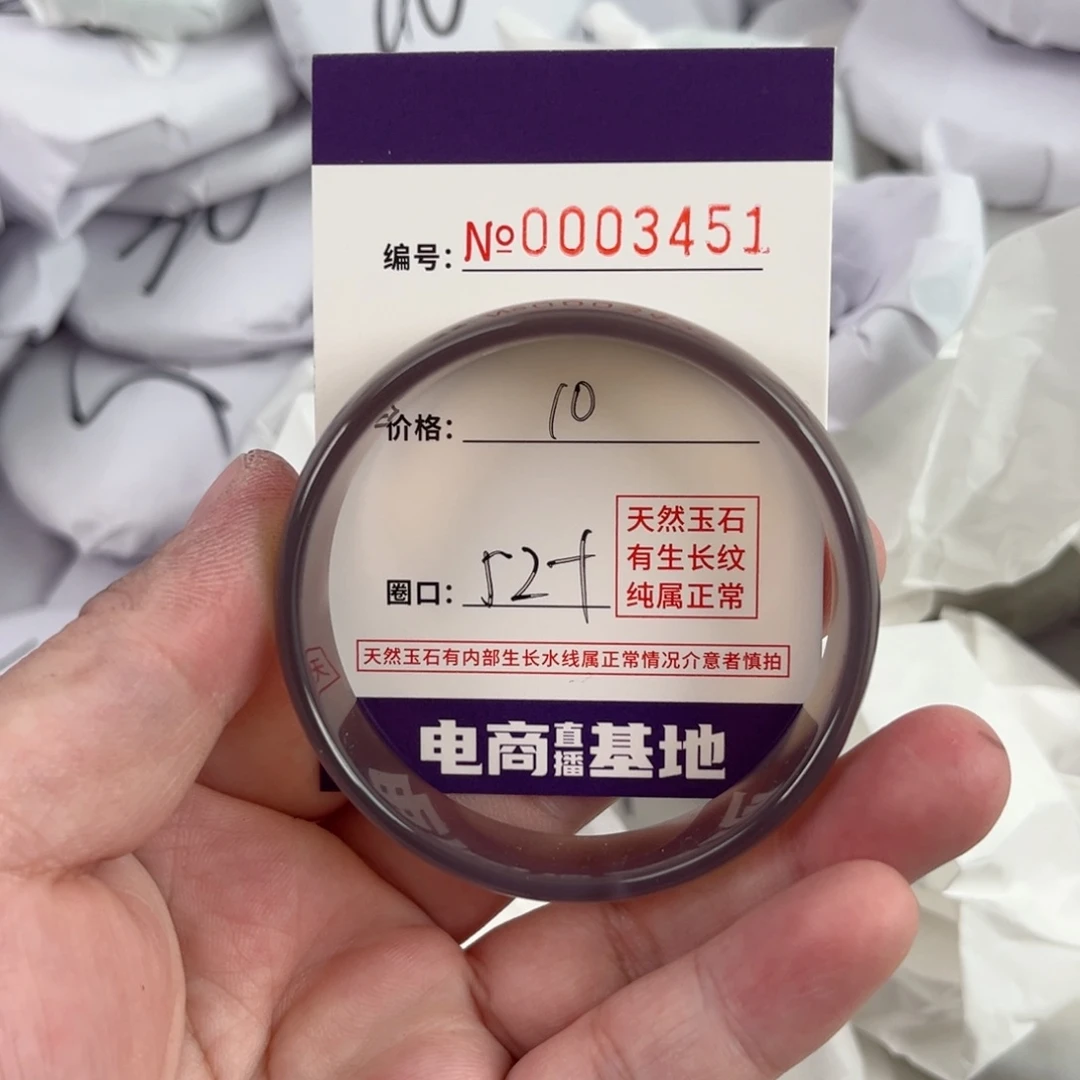 编号：№0003451
价格：10
圈口：52+
天然玉石
有生长纹
纯属正常
天然玉石有内部生长水线属正常情况介意者慎拍
电商直播基地